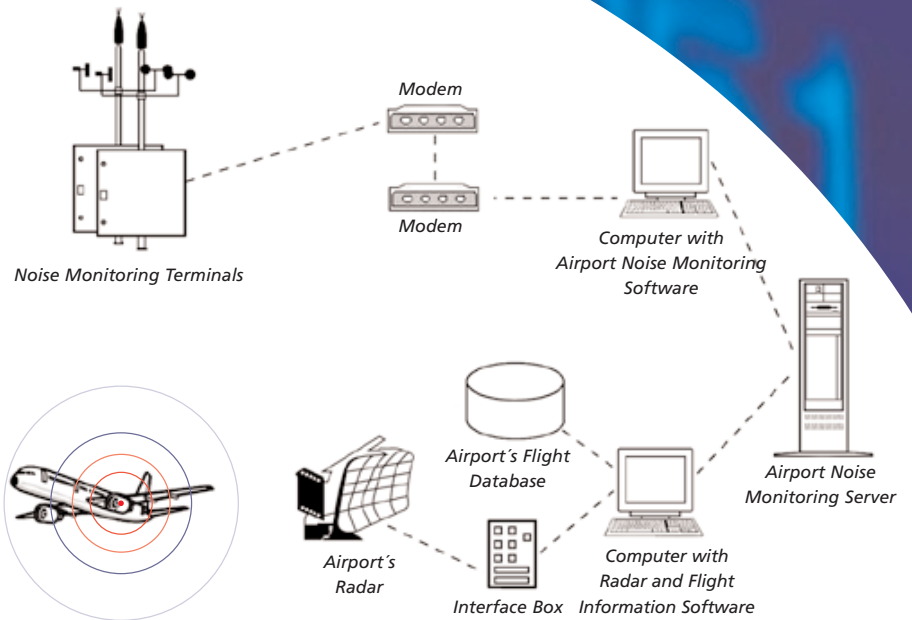 Modem
Modem
Noise Monitoring Terminals
Computer with
Airport Noise Monitoring
Software
Airport´s Flight
Database
Airport Noise
Monitoring Server
Airport´s
Radar
Interface Box
Computer with
Radar and Flight
Information Software